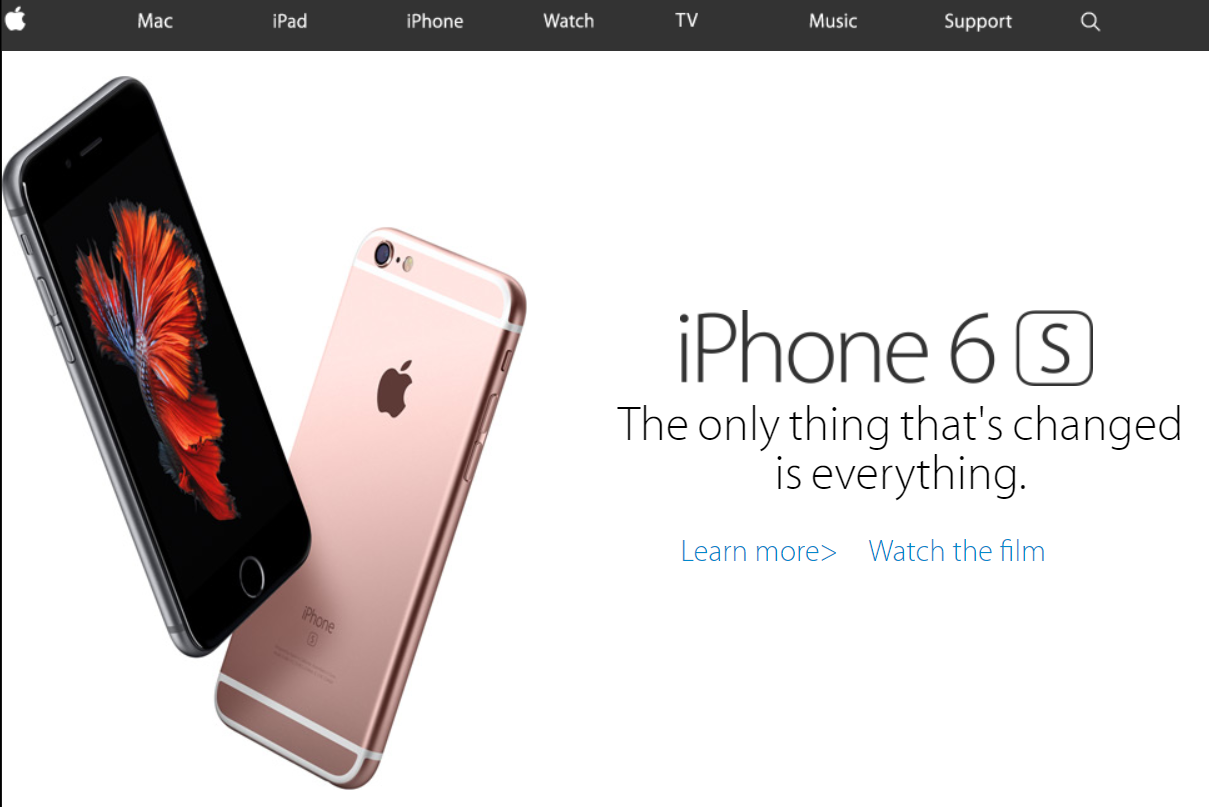 Mac iPad iPhone Watch TV Music Support
iPhone 6 S
The only thing that's changed
is everything.
Learn more> Watch the film
iPhone
S